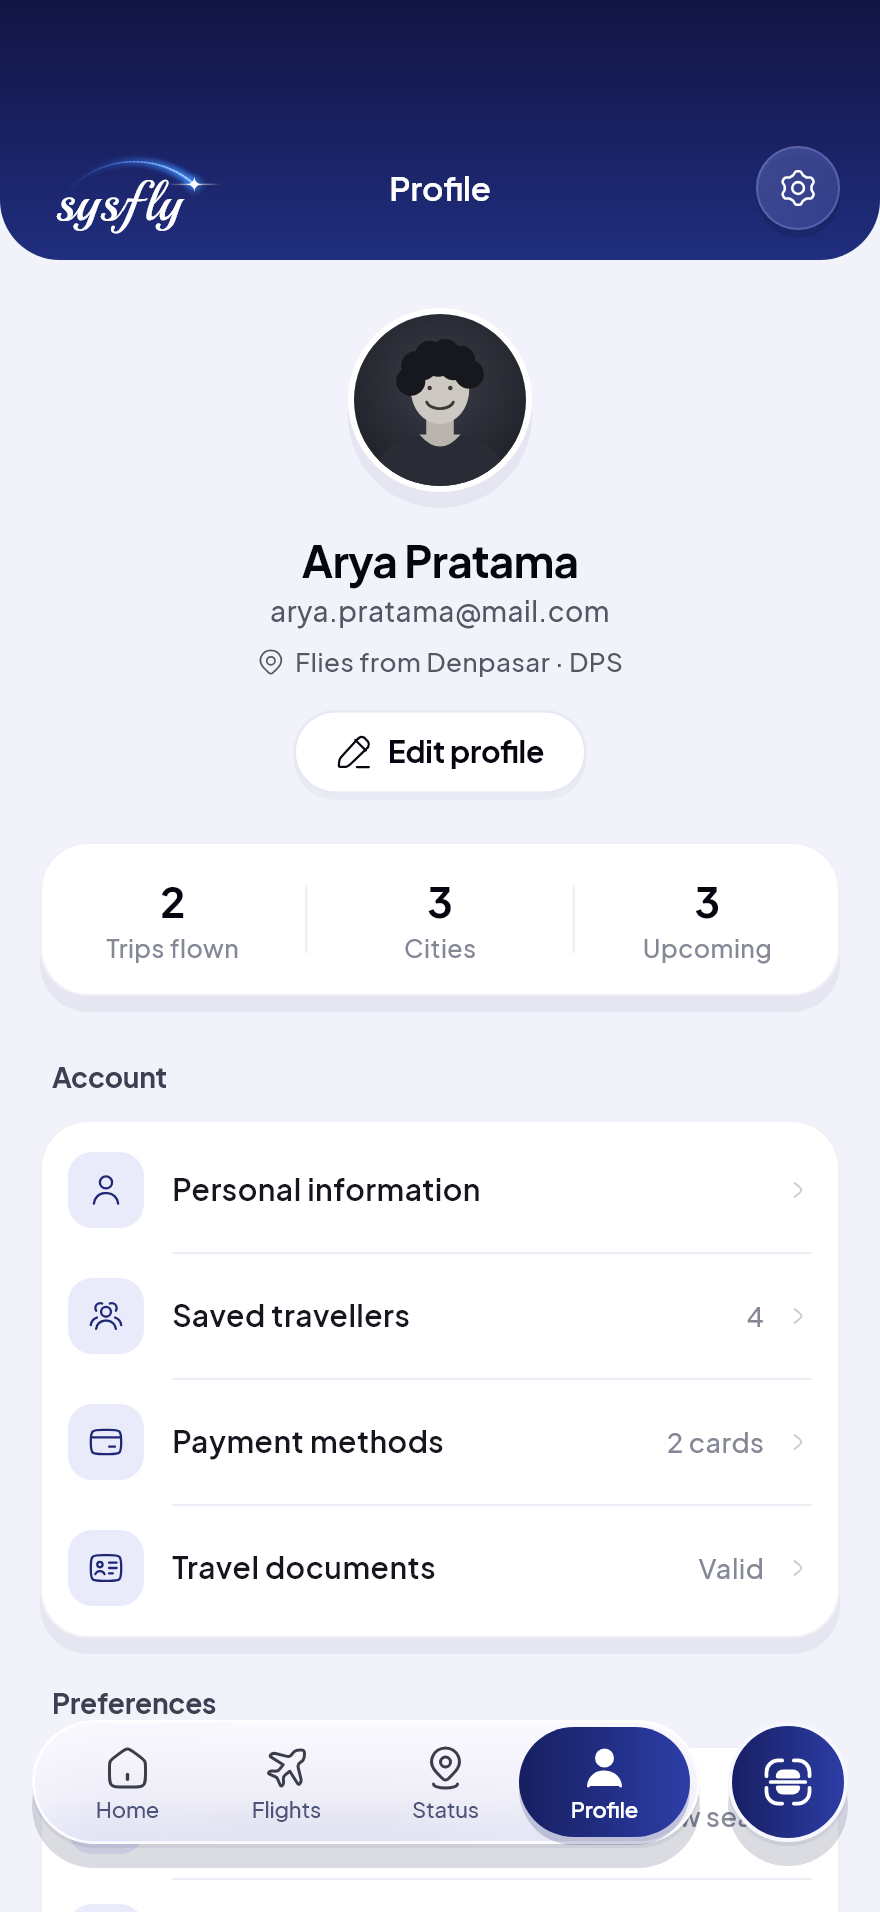 sysfly
Profile
Arya Pratama
arya.pratama@mail.com
Flies from Denpasar · DPS
Edit profile
2
Trips flown
3
Cities
3
Upcoming
Account
Personal information
Saved travellers
4
Payment methods
2 cards
Travel documents
Valid
Preferences
Home
Flights
Status
Profile